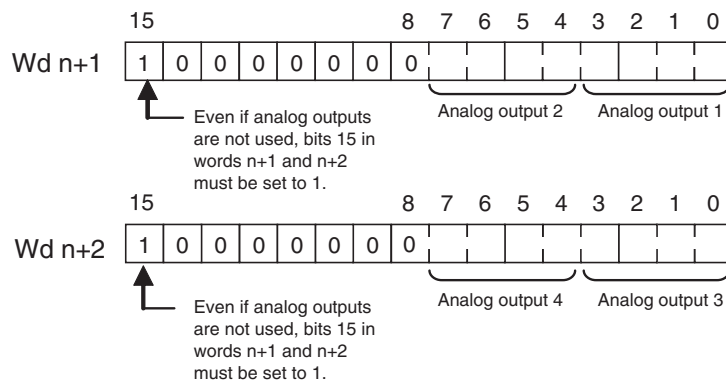 15 8 7 6 5 4 3 2 1 0
Wd n+1 1 0 0 0 0 0 0 0
Analog output 2 Analog output 1
Even if analog outputs
are not used, bits 15 in
words n+1 and n+2
must be set to 1.
15 8 7 6 5 4 3 2 1 0
Wd n+2 1 0 0 0 0 0 0 0
Analog output 4 Analog output 3
Even if analog outputs
are not used, bits 15 in
words n+1 and n+2
must be set to 1.